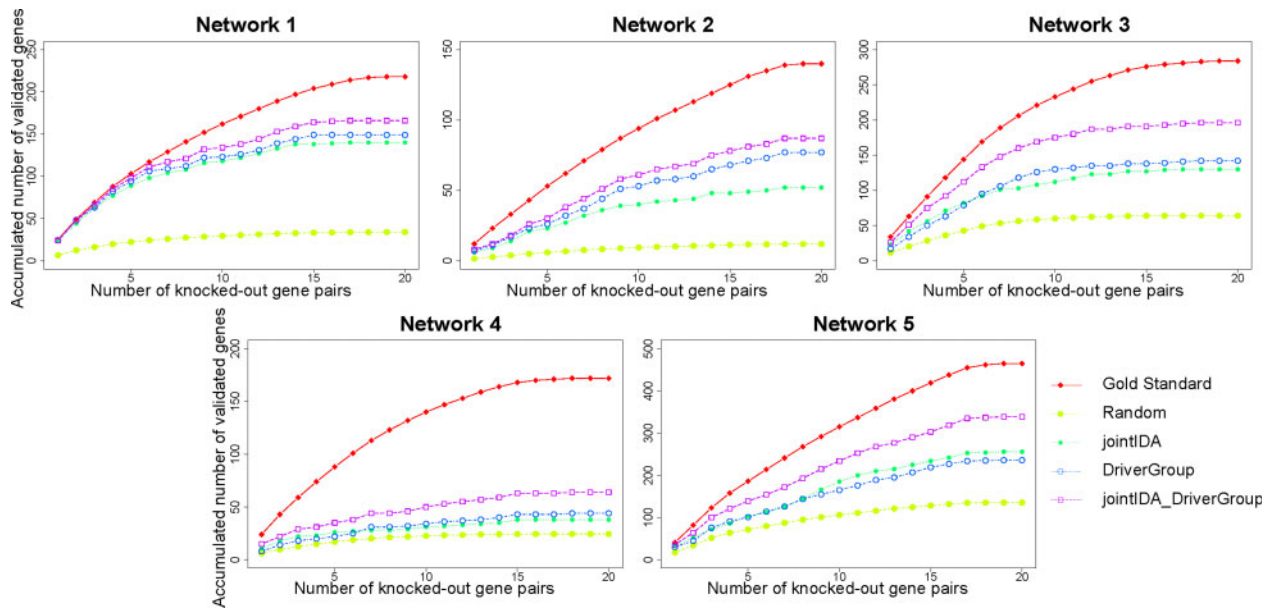 Network 1
Network 2
Network 3
Accumulated number of validated genes
0
50
100
150
200
250
5
10
15
20
Number of knocked-out gene pairs
0
50
100
150
5
10
15
20
Number of knocked-out gene pairs
0
50
100
150
200
250
300
5
10
15
20
Number of knocked-out gene pairs
Network 4
Network 5
Accumulated number of validated genes
0
50
100
150
200
5
10
15
20
Number of knocked-out gene pairs
0
100
200
300
400
500
5
10
15
20
Number of knocked-out gene pairs
Gold Standard
Random
jointIDA
DriverGroup
jointIDA_DriverGroup